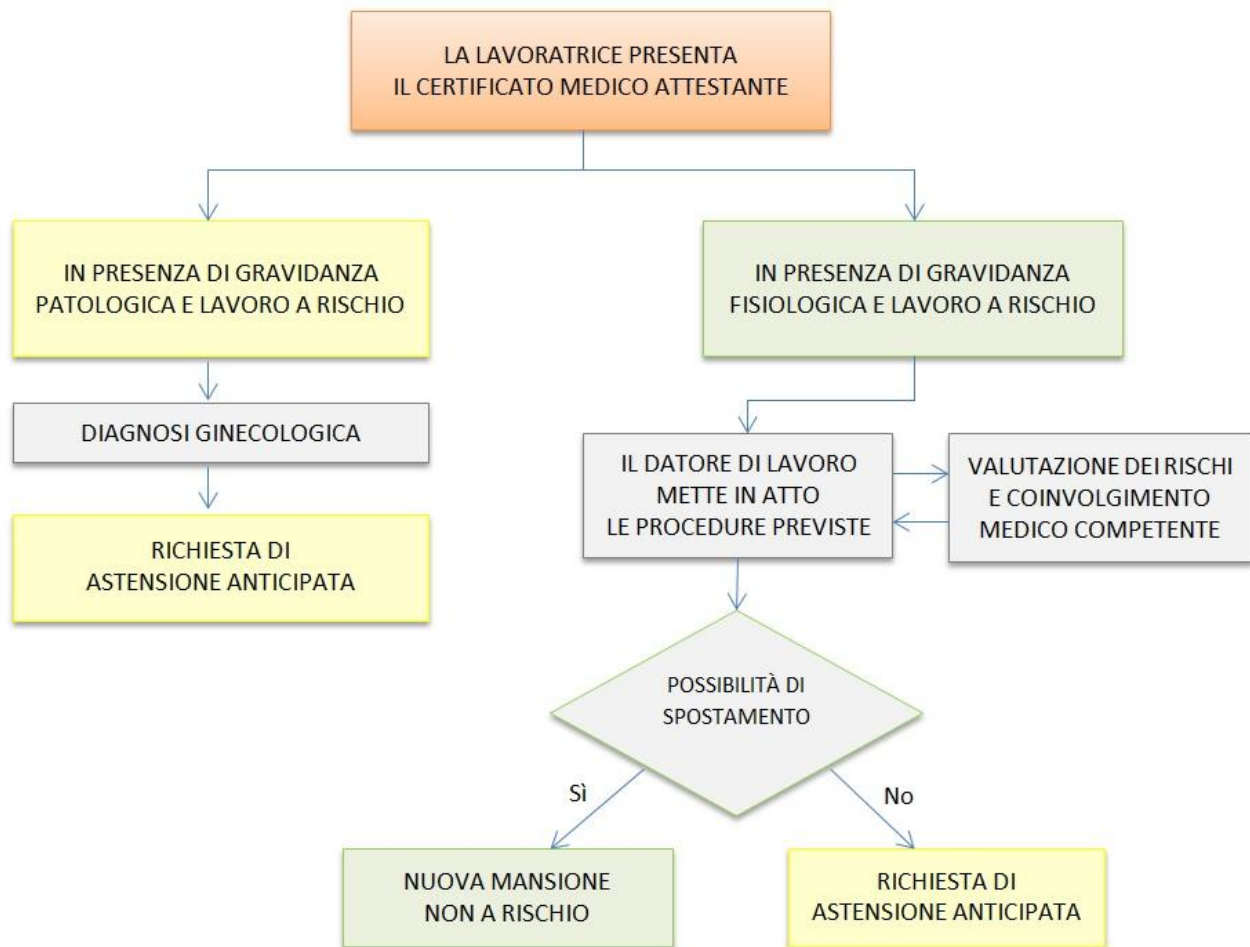 LA LAVORATRICE PRESENTA
IL CERTIFICATO MEDICO ATTESTANTE
IN PRESENZA DI GRAVIDANZA
PATOLOGICA E LAVORO A RISCHIO
IN PRESENZA DI GRAVIDANZA
FISIOLOGICA E LAVORO A RISCHIO
DIAGNOSI GINECOLOGICA
IL DATORE DI LAVORO
METTE IN ATTO
LE PROCEDURE PREVISTE
VALUTAZIONE DEI RISCHI
E COINVOLGIMENTO
MEDICO COMPETENTE
RICHIESTA DI
ASTENSIONE ANTICIPATA
POSSIBILITÀ DI
SPOSTAMENTO
Sì
No
NUOVA MANSIONE
NON A RISCHIO
RICHIESTA DI
ASTENSIONE ANTICIPATA